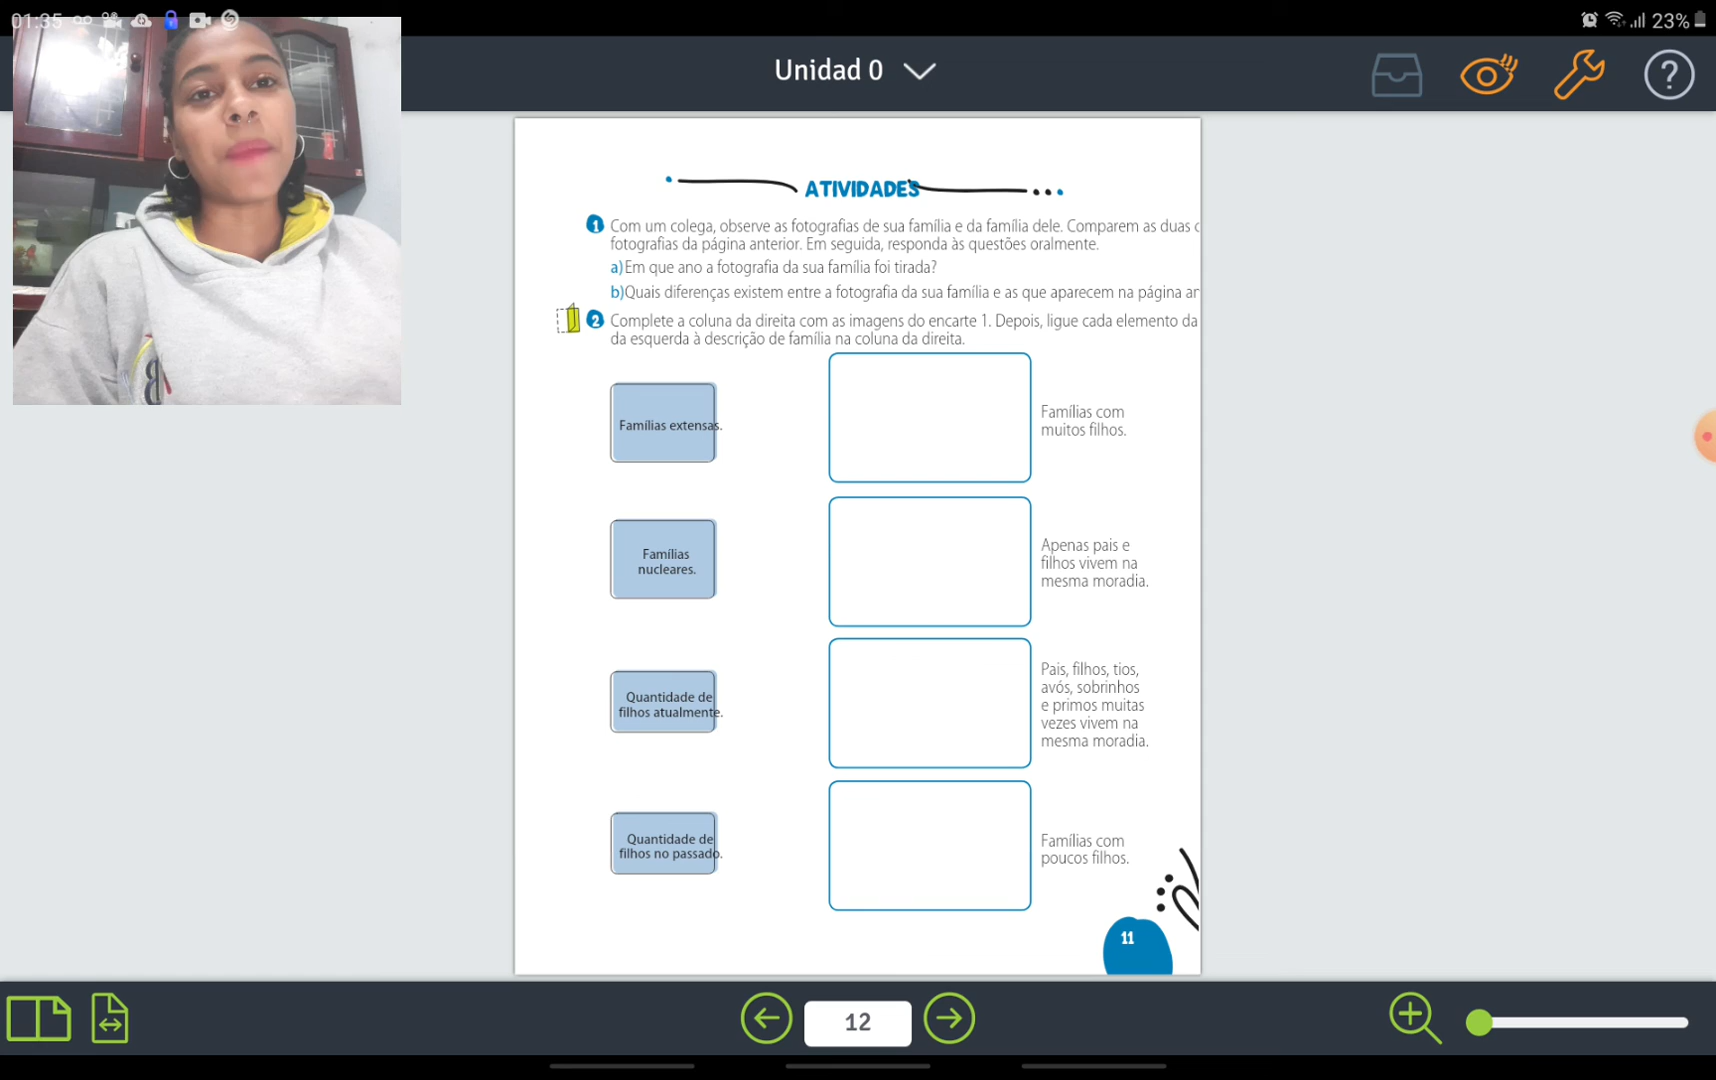 01:35
23%
Unidad 0
ATIVIDADES
1 Com um colega, observe as fotografias de sua família e da família dele. Comparem as duas
fotografias da página anterior. Em seguida, responda às questões oralmente.
a) Em que ano a fotografia da sua família foi tirada?
b) Quais diferenças existem entre a fotografia da sua família e as que aparecem na página
2 Complete a coluna da direita com as imagens do encarte 1. Depois, ligue cada elemento da
da esquerda à descrição de família na coluna da direita.
Famílias extensas.
Famílias com
muitos filhos.
Famílias
nucleares.
Apenas pais e
filhos vivem na
mesma moradia.
Quantidade de
filhos atualmente.
Pais, filhos, tios,
avós, sobrinhos
e primos muitas
vezes vivem na
mesma moradia.
Quantidade de
filhos no passado.
Famílias com
poucos filhos.
11
12